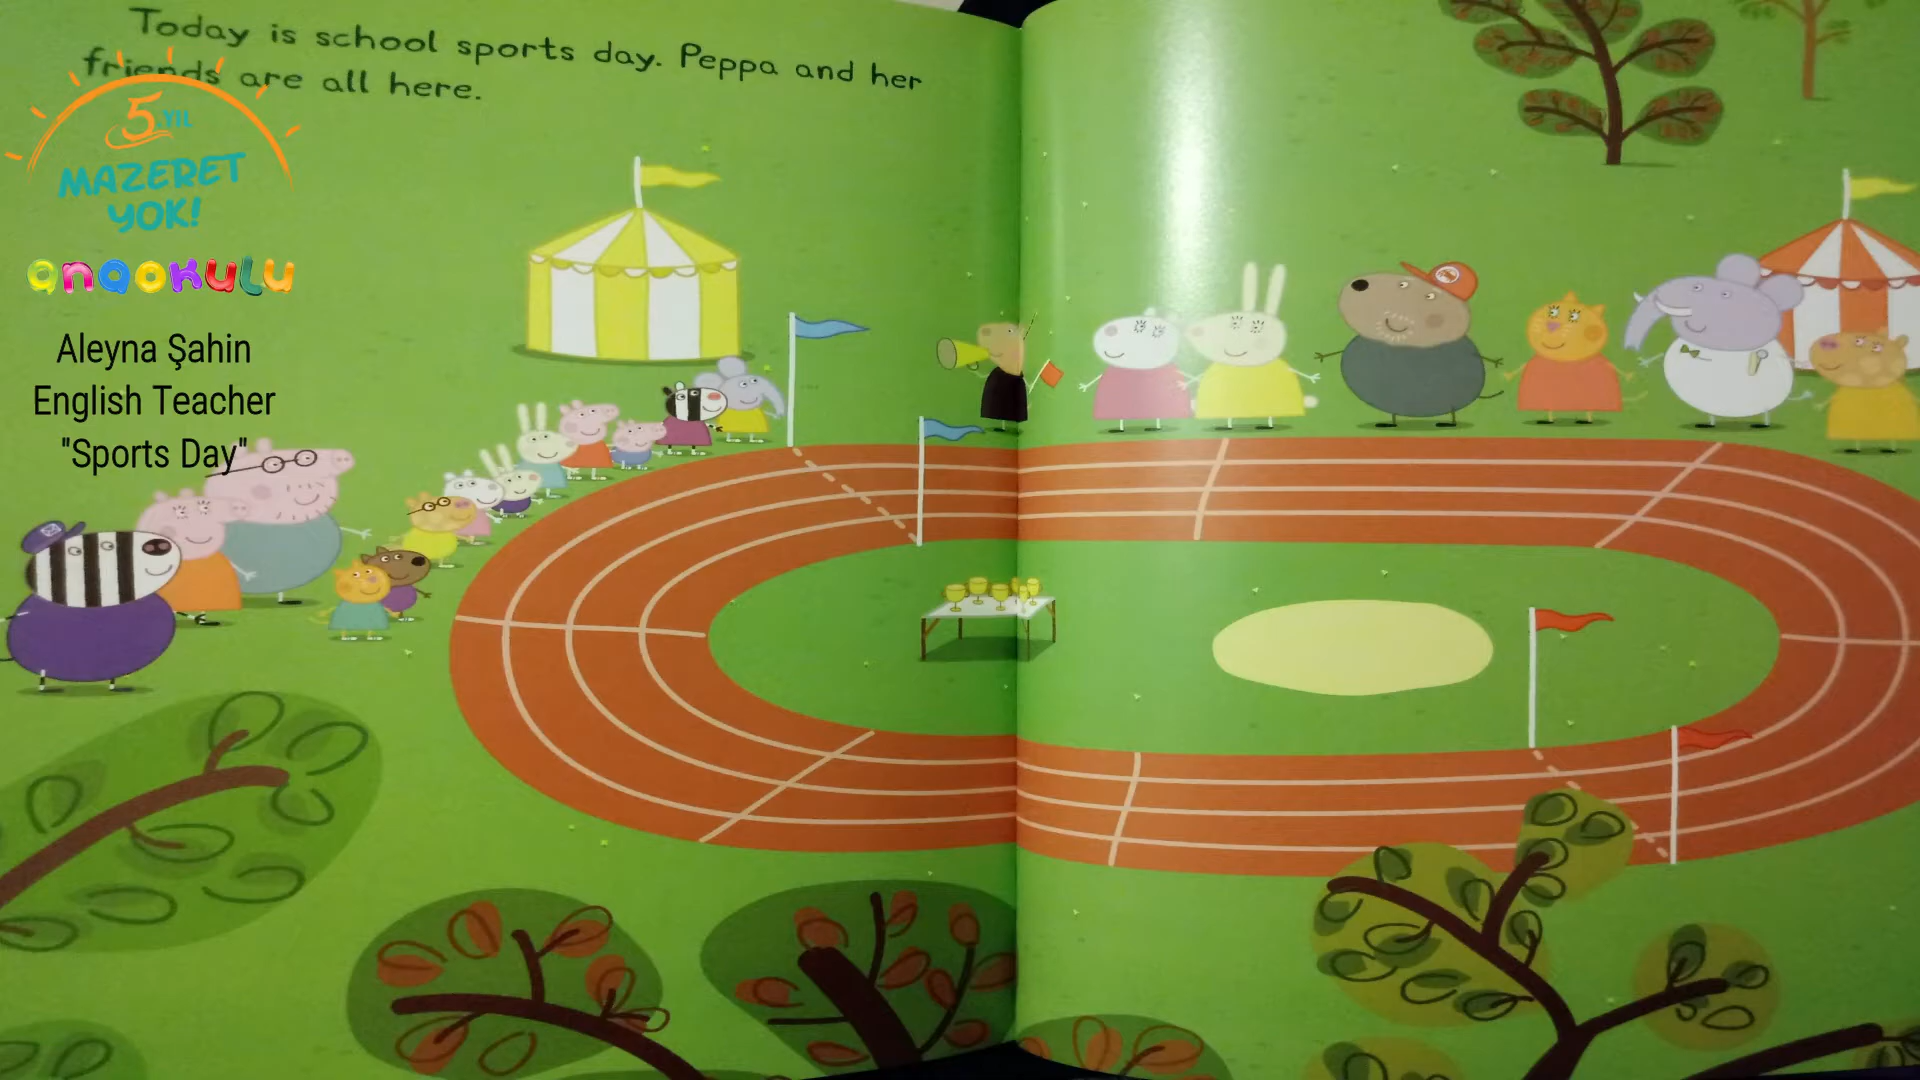 Today is school sports day. Peppa and her
friends are all here.
5.YIL
MAZERET
YOK!
anaokulu
Aleyna Şahin
English Teacher
"Sports Day"